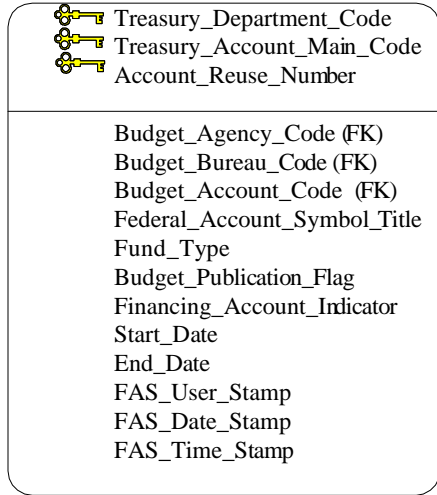 Treasury_Department_Code
Treasury_Account_Main_Code
Account_Reuse_Number
Budget_Agency_Code (FK)
Budget_Bureau_Code (FK)
Budget_Account_Code (FK)
Federal_Account_Symbol_Title
Fund_Type
Budget_Publication_Flag
Financing_Account_Indicator
Start_Date
End_Date
FAS_User_Stamp
FAS_Date_Stamp
FAS_Time_Stamp